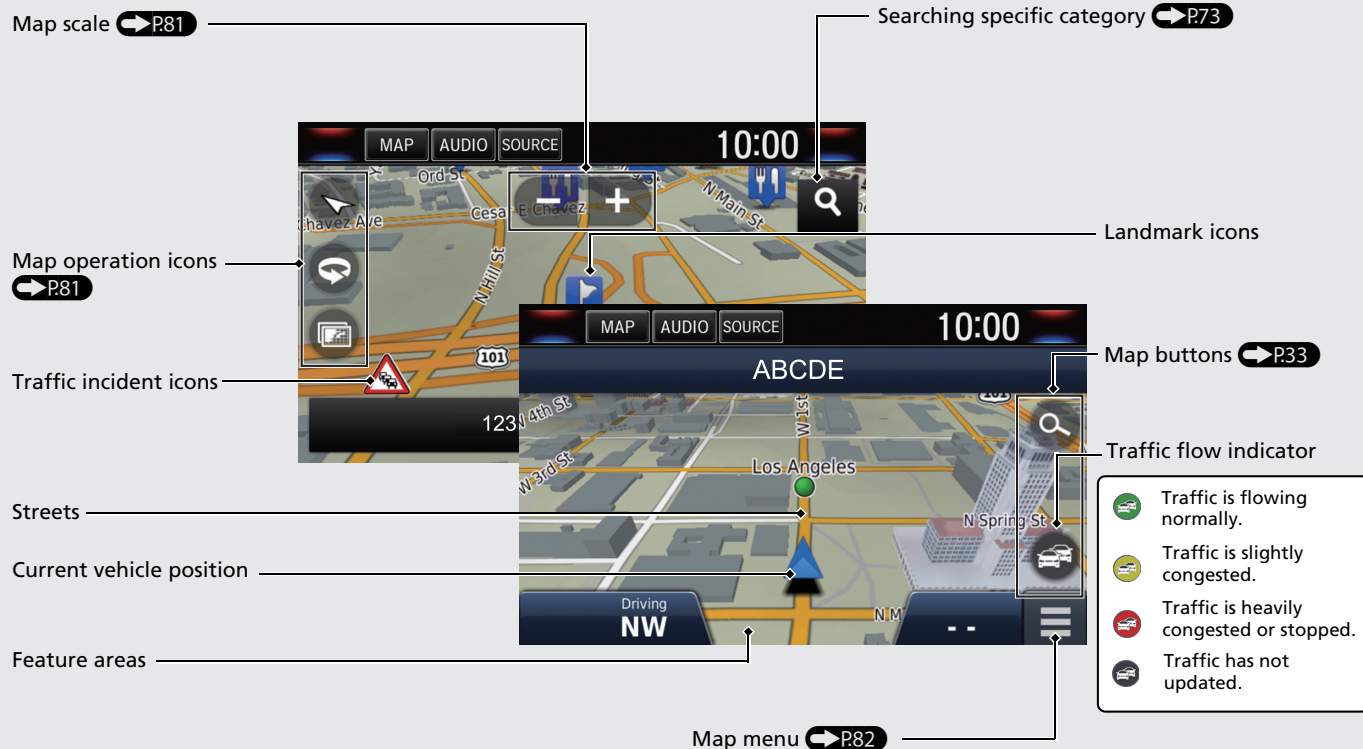 Map scale P.81
Searching specific category P.73
MAP AUDIO SOURCE 10:00
Ord St
N Main St
Chavez Ave
Cesar E Chavez
N Hill St
Map operation icons
P.81
Landmark icons
101
Traffic incident icons
123
MAP AUDIO SOURCE 10:00
Map buttons P.33
ABCDE
101
W 4th St
W 1st
W 3rd St
Los Angeles
N Spring St
Traffic flow indicator
Streets
Current vehicle position
Driving
NW
N M
- -
Feature areas
Traffic is flowing
normally.
Traffic is slightly
congested.
Traffic is heavily
congested or stopped.
Traffic has not
updated.
Map menu P.82